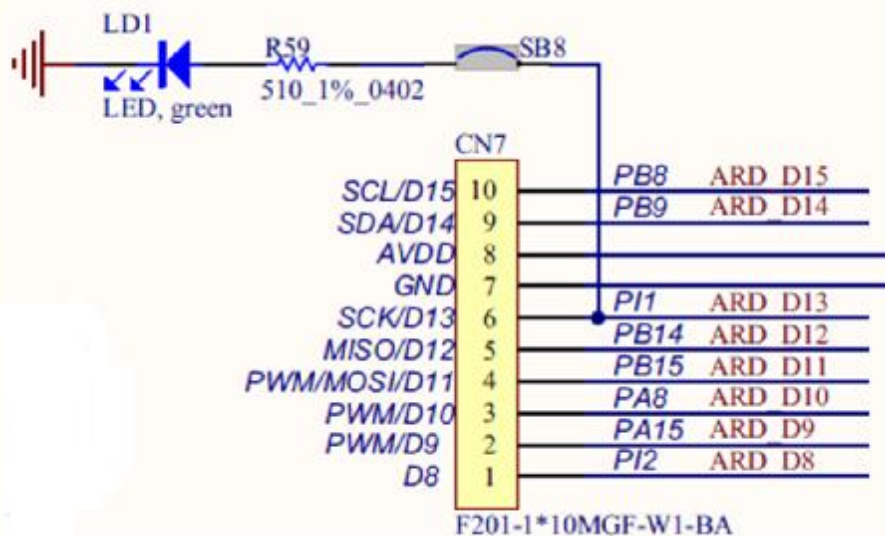 LD1
R59
SB8
510_1%_0402
LED, green
CN7
SCL/D15 10 PB8 ARD_D15
SDA/D14 9 PB9 ARD_D14
AVDD 8
GND 7
SCK/D13 6 PI1 ARD_D13
MISO/D12 5 PB14 ARD_D12
PWM/MOSI/D11 4 PB15 ARD_D11
PWM/D10 3 PA8 ARD_D10
PWM/D9 2 PA15 ARD_D9
D8 1 PI2 ARD_D8
F201-1*10MGF-W1-BA